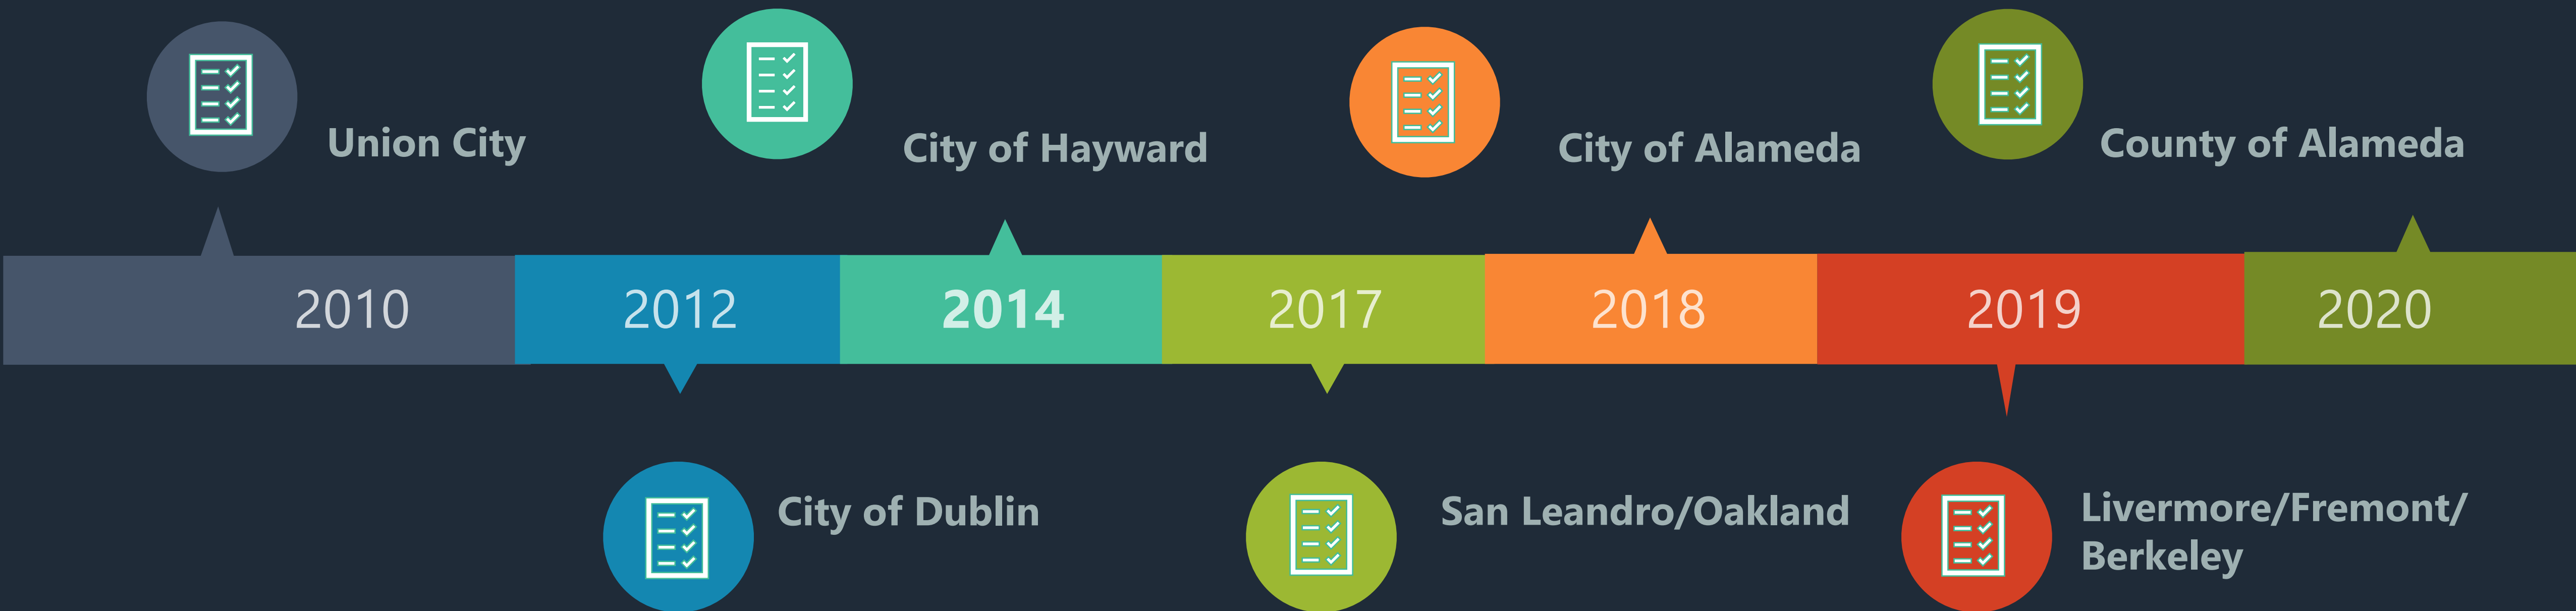 Union City
City of Hayward
City of Alameda
County of Alameda
2010
2012
2014
2017
2018
2019
2020
City of Dublin
San Leandro/Oakland
Livermore/Fremont/
Berkeley